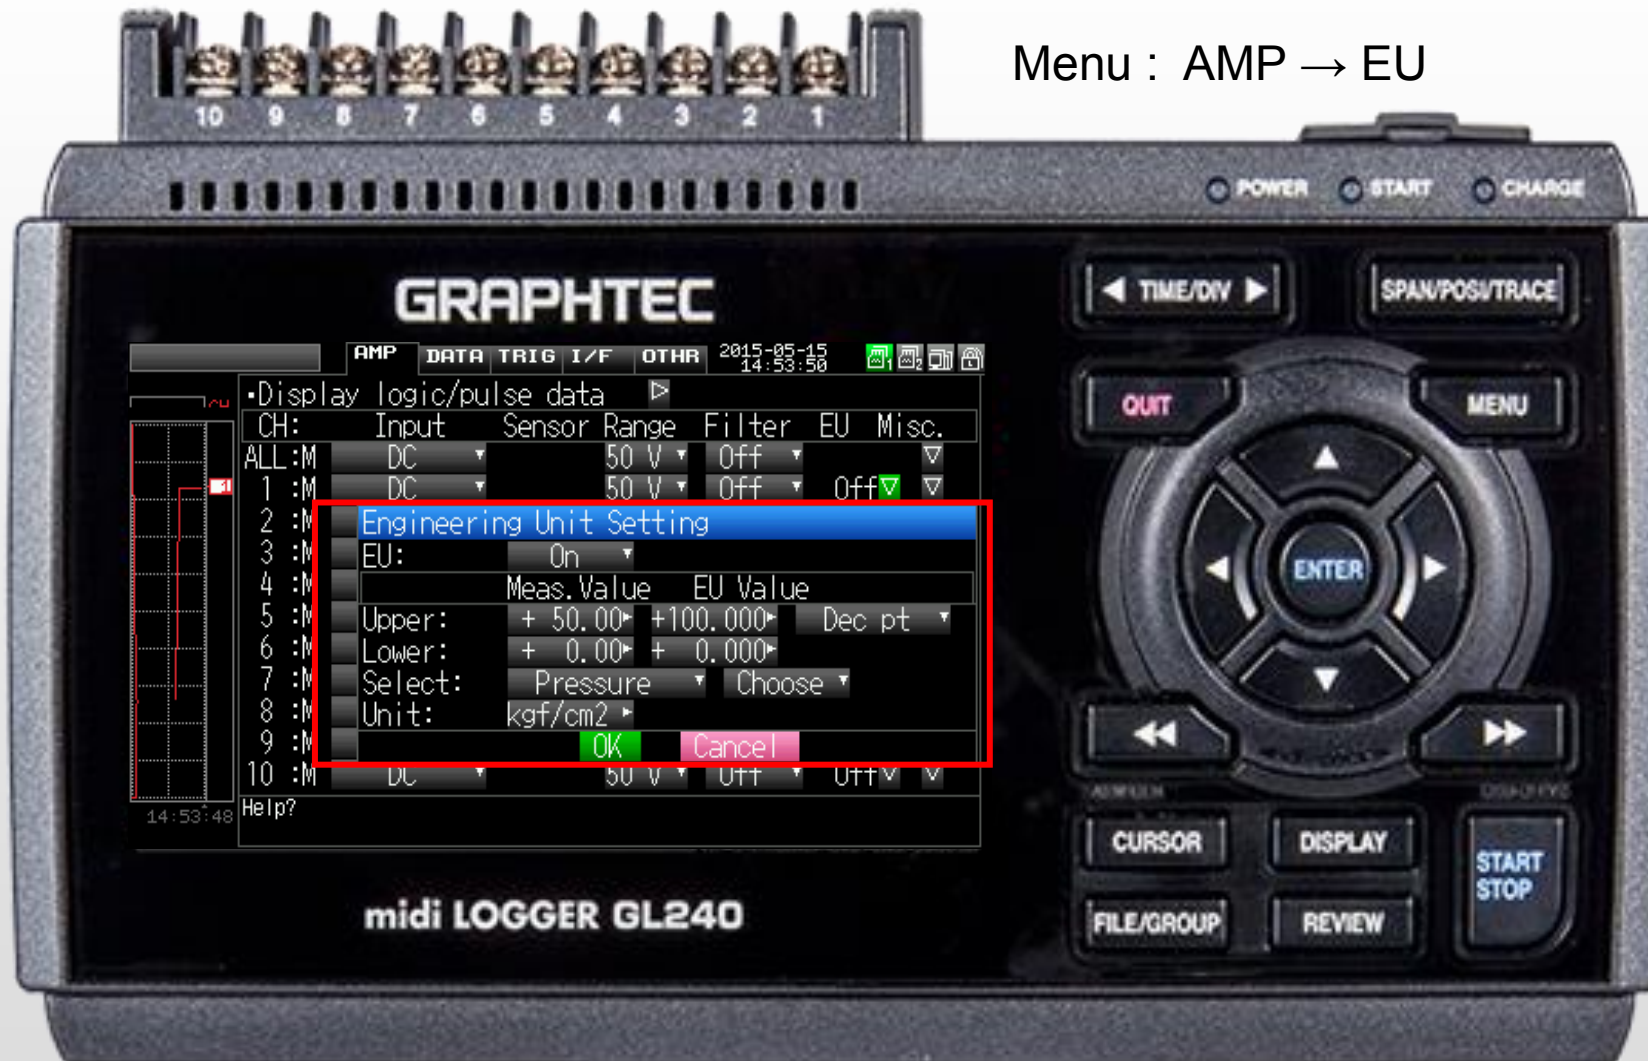 Menu : AMP → EU
10 9 8 7 6 5 4 3 2 1
POWER START CHARGE
GRAPHTEC
◀ TIME/DIV ▶
SPAN/POSI/TRACE
AMP DATA TRIG I/F OTHR 2015-05-15 14:53:50
•Display logic/pulse data
CH: Input Sensor Range Filter EU Misc.
ALL:M DC 50 V Off
1 :M DC 50 V Off Off
2 :M
3 :M
4 :M
5 :M
6 :M
7 :M
8 :M
9 :M
10 :M DC 50 V Off Off
Engineering Unit Setting
EU: On
Meas.Value EU Value
Upper: + 50.00 +100.000 Dec pt
Lower: + 0.00 + 0.000
Select: Pressure Choose
Unit: kgf/cm2
OK Cancel
14:53:48
Help?
QUIT
MENU
ENTER
CURSOR
DISPLAY
START
STOP
FILE/GROUP
REVIEW
midi LOGGER GL240